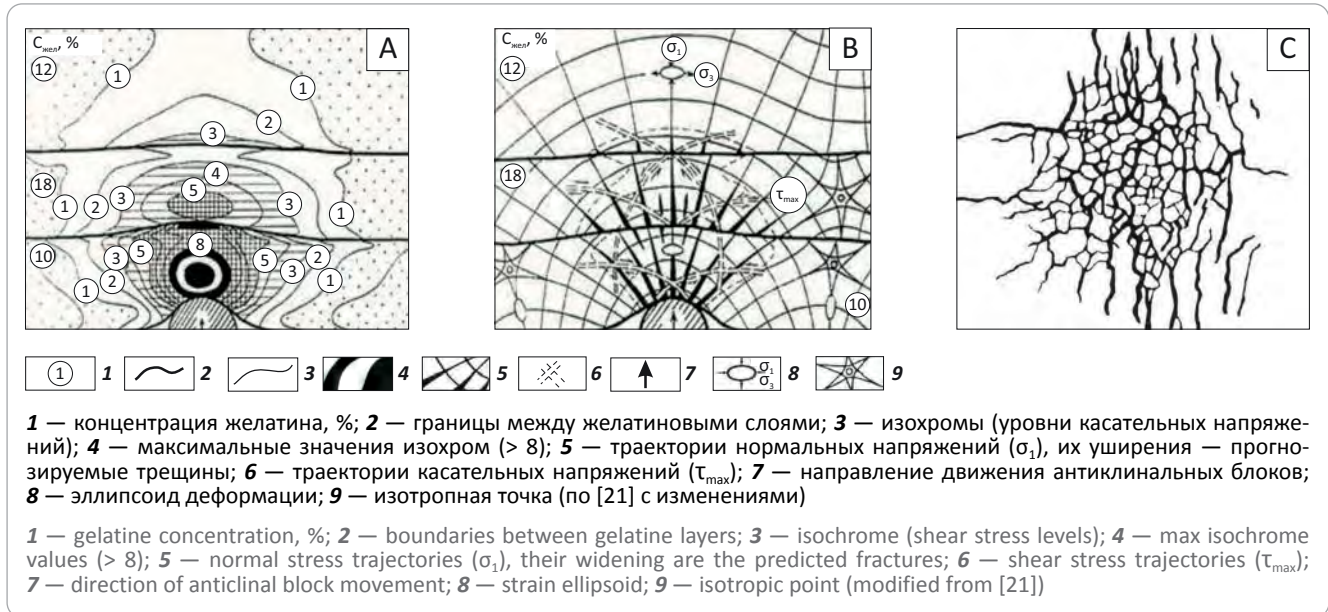 C_жел, %
A
12
1
1
2
3
18
4
5
1
2
3
3
1
10
8
3
5
5
2
2
3
1
1
C_жел, %
B
12
σ₁
σ₃
18
τ_max
10
C
1 1 2 3 4 5 6 7 σ₁ σ₃ 8 9
1 — концентрация желатина, %; 2 — границы между желатиновыми слоями; 3 — изохромы (уровни касательных напряже-
ний); 4 — максимальные значения изохром (> 8); 5 — траектории нормальных напряжений (σ₁), их уширения — прогно-
зируемые трещины; 6 — траектории касательных напряжений (τ_max); 7 — направление движения антиклинальных блоков;
8 — эллипсоид деформации; 9 — изотропная точка (по [21] с изменениями)
1 — gelatine concentration, %; 2 — boundaries between gelatine layers; 3 — isochrome (shear stress levels); 4 — max isochrome
values (> 8); 5 — normal stress trajectories (σ₁), their widening are the predicted fractures; 6 — shear stress trajectories (τ_max);
7 — direction of anticlinal block movement; 8 — strain ellipsoid; 9 — isotropic point (modified from [21])